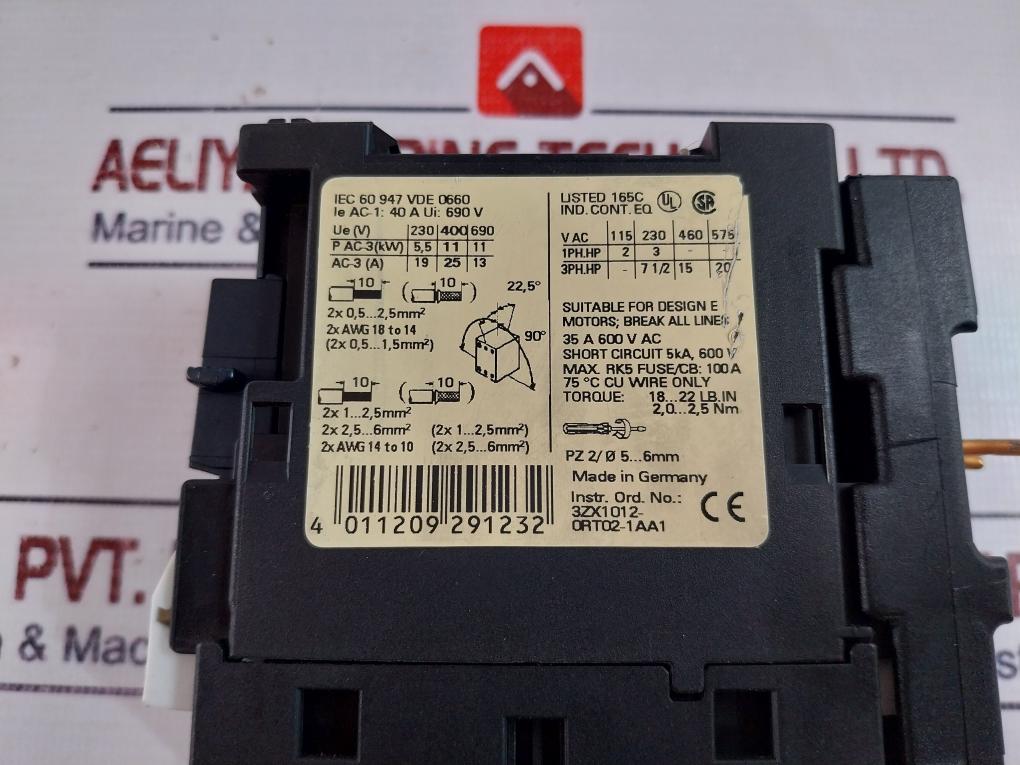 AELIY
LTD
Marine &
IEC 60 947 VDE 0660
Ie AC-1: 40 A Ui: 690 V
Ue (V) 230 400 690
P AC-3(kW) 5,5 11 11
AC-3 (A) 19 25 13
10 10
2x 0,5...2,5mm²
2x AWG 18 to 14
(2x 0,5...1,5mm²)
22,5°
90°
10 10
2x 1...2,5mm²
2x 2,5...6mm² (2x 1...2,5mm²)
2x AWG 14 to 10 (2x 2,5...6mm²)
4 011209 291232
LISTED 165C
IND. CONT. EQ
UL
SA
V AC 115 230 460 575
1PH.HP 2 3 - -
3PH.HP - 7 1/2 15 20
SUITABLE FOR DESIGN E
MOTORS; BREAK ALL LINES
35 A 600 V AC
SHORT CIRCUIT 5kA, 600 V
MAX. RK5 FUSE/CB: 100A
75 °C CU WIRE ONLY
TORQUE: 18...22 LB.IN
2,0...2,5 Nm
PZ 2/ Ø 5...6mm
Made in Germany
Instr. Ord. No.:
3ZX1012-
0RT02-1AA1
CE
PVT.
& Mac